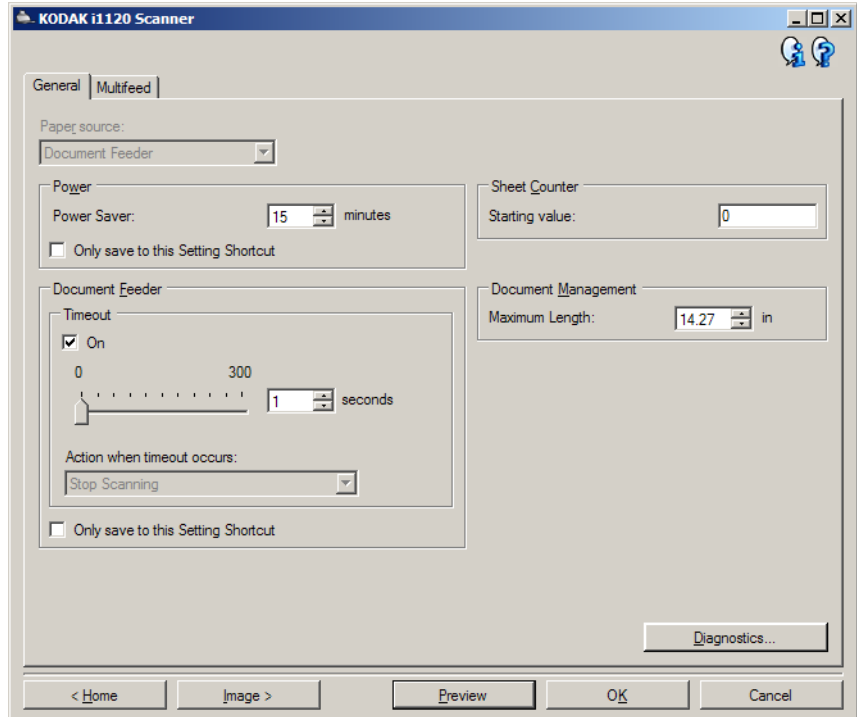 KODAK i1120 Scanner
General
Multifeed
Paper source:
Document Feeder
Power
Power Saver:
15
minutes
Only save to this Setting Shortcut
Sheet Counter
Starting value:
0
Document Feeder
Timeout
On
0
300
1
seconds
Action when timeout occurs:
Stop Scanning
Only save to this Setting Shortcut
Document Management
Maximum Length:
14.27
in
Diagnostics...
< Home
Image >
Preview
OK
Cancel